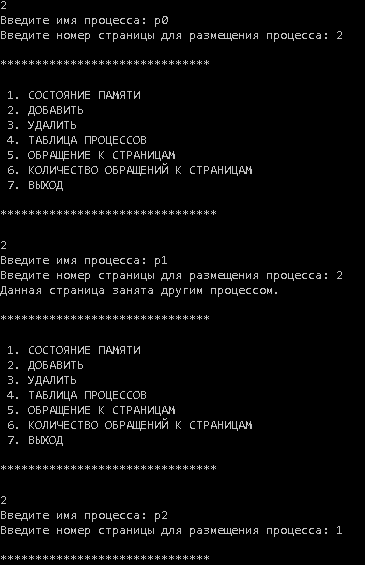 2
Введите имя процесса: p0
Введите номер страницы для размещения процесса: 2
******************************
1. СОСТОЯНИЕ ПАМЯТИ
2. ДОБАВИТЬ
3. УДАЛИТЬ
4. ТАБЛИЦА ПРОЦЕССОВ
5. ОБРАЩЕНИЕ К СТРАНИЦАМ
6. КОЛИЧЕСТВО ОБРАЩЕНИЙ К СТРАНИЦАМ
7. ВЫХОД
*******************************
2
Введите имя процесса: p1
Введите номер страницы для размещения процесса: 2
Данная страница занята другим процессом.
******************************
1. СОСТОЯНИЕ ПАМЯТИ
2. ДОБАВИТЬ
3. УДАЛИТЬ
4. ТАБЛИЦА ПРОЦЕССОВ
5. ОБРАЩЕНИЕ К СТРАНИЦАМ
6. КОЛИЧЕСТВО ОБРАЩЕНИЙ К СТРАНИЦАМ
7. ВЫХОД
*******************************
2
Введите имя процесса: p2
Введите номер страницы для размещения процесса: 1
******************************